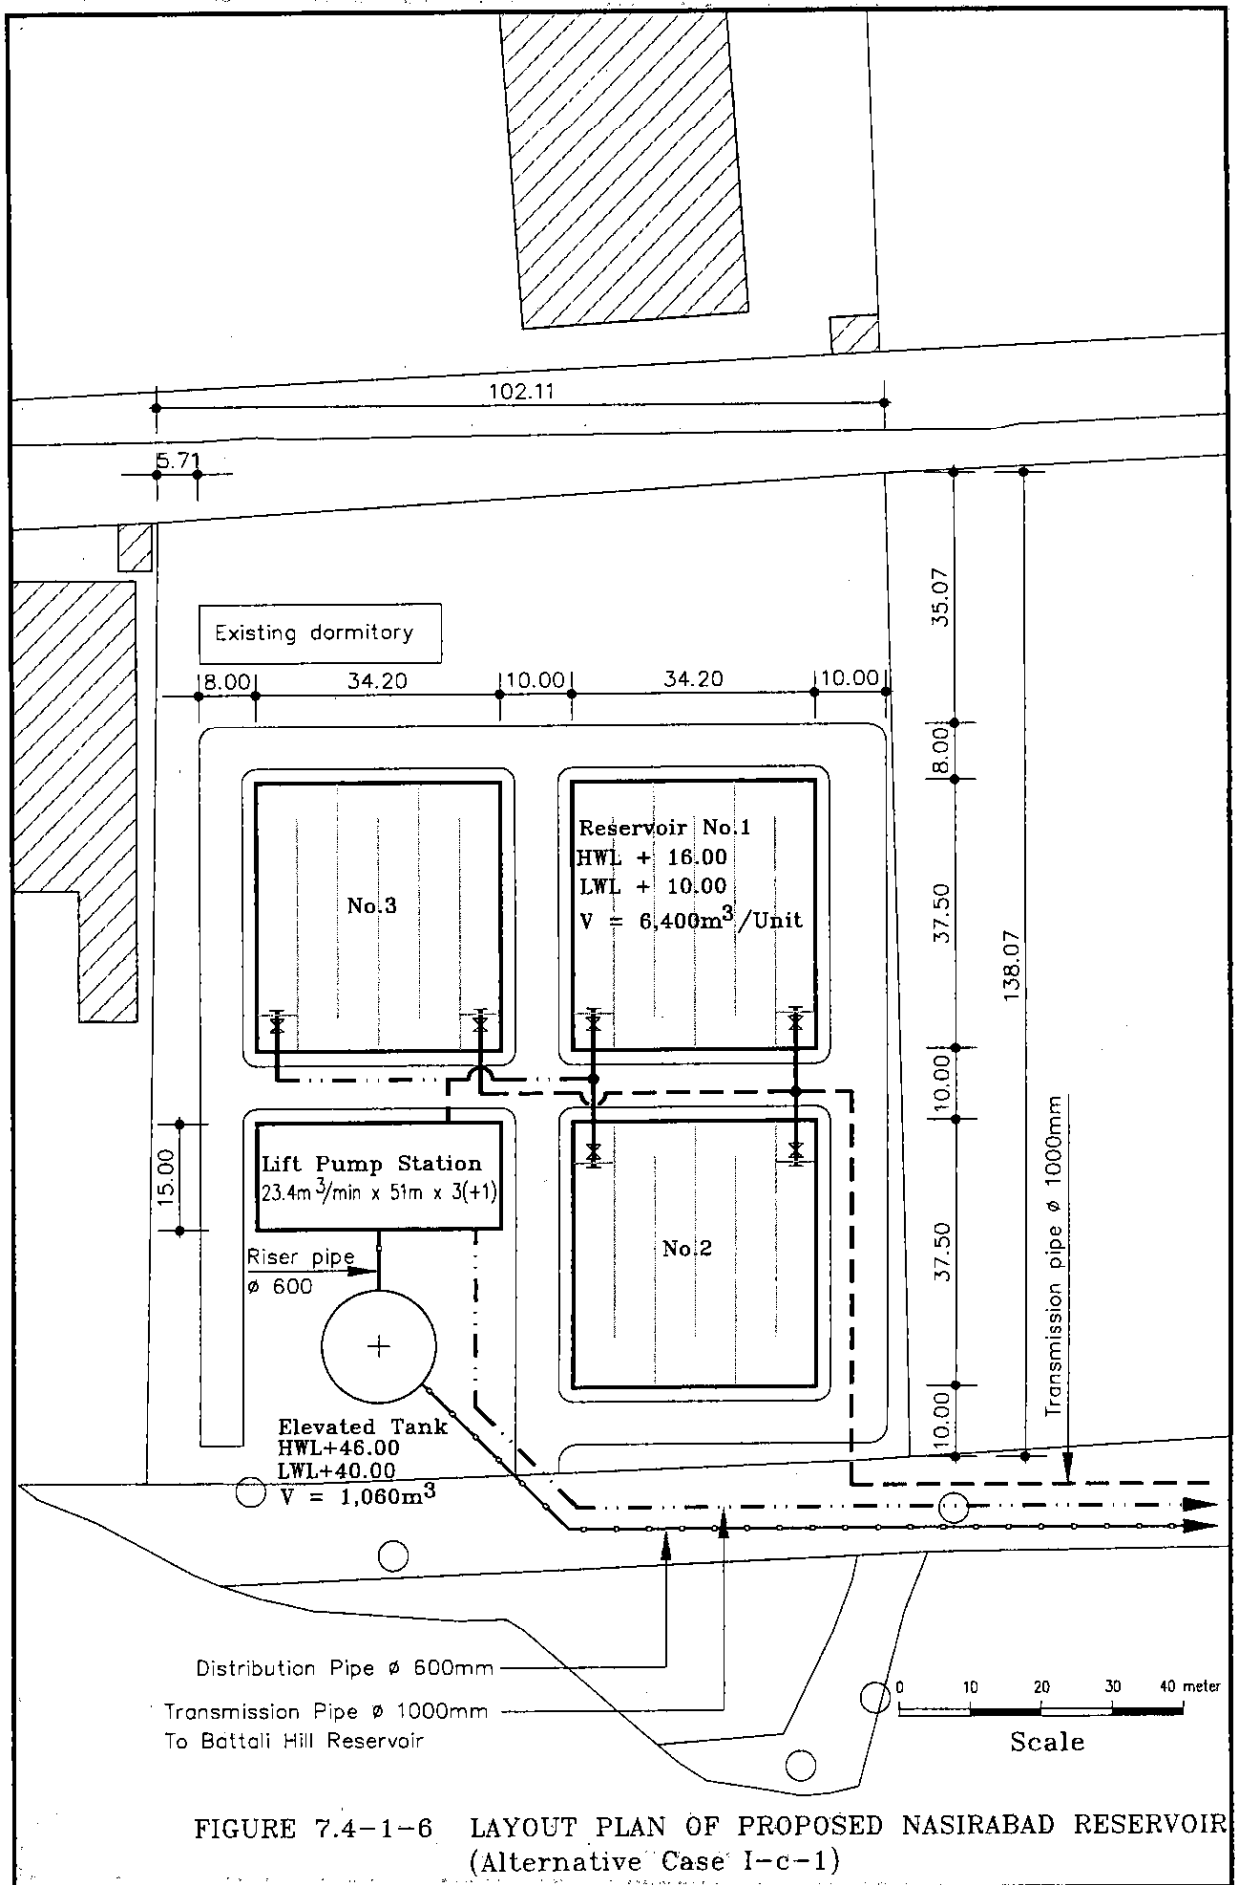 102.11
5.71
35.07
Existing dormitory
8.00
34.20
10.00
34.20
10.00
8.00
Reservoir No.1
HWL + 16.00
LWL + 10.00
V = 6,400m³/Unit
No.3
37.50
138.07
10.00
Transmission pipe ø 1000mm
15.00
Lift Pump Station
23.4m³/min x 51m x 3(+1)
No.2
37.50
Riser pipe
ø 600
Elevated Tank
HWL+46.00
LWL+40.00
V = 1,060m³
10.00
Distribution Pipe ø 600mm
Transmission Pipe ø 1000mm
To Battali Hill Reservoir
0 10 20 30 40 meter
Scale
FIGURE 7.4-1-6 LAYOUT PLAN OF PROPOSED NASIRABAD RESERVOIR
(Alternative Case I-c-1)